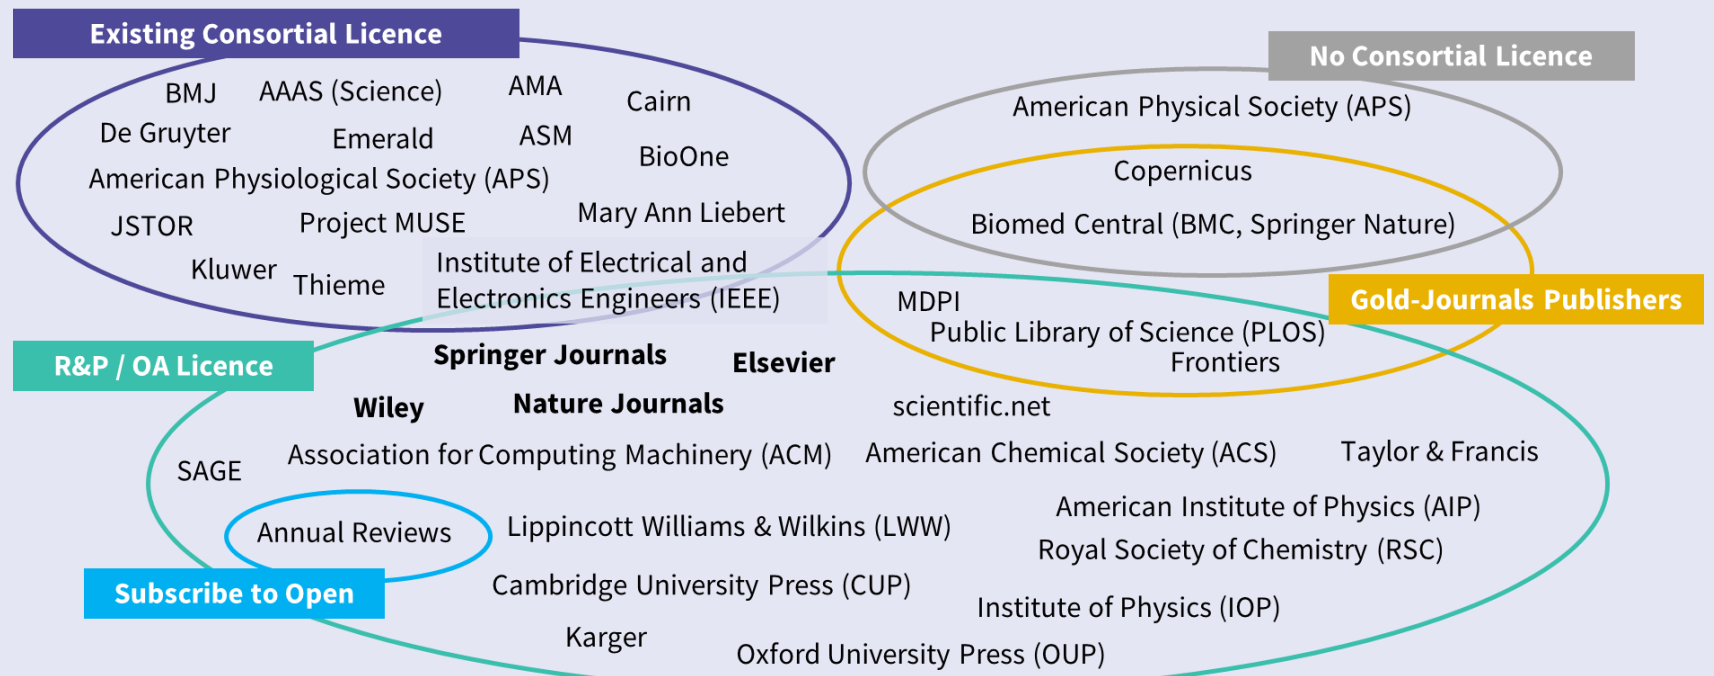 Existing Consortial Licence
No Consortial Licence
BMJ
AAAS (Science)
AMA
Cairn
American Physical Society (APS)
De Gruyter
Emerald
ASM
BioOne
Copernicus
American Physiological Society (APS)
Mary Ann Liebert
JSTOR
Project MUSE
Biomed Central (BMC, Springer Nature)
Kluwer
Thieme
Institute of Electrical and
Electronics Engineers (IEEE)
MDPI
Gold-Journals Publishers
Public Library of Science (PLOS)
Frontiers
R&P / OA Licence
Springer Journals
Elsevier
Wiley
Nature Journals
scientific.net
SAGE
Association for Computing Machinery (ACM)
American Chemical Society (ACS)
Taylor & Francis
Annual Reviews
Lippincott Williams & Wilkins (LWW)
American Institute of Physics (AIP)
Royal Society of Chemistry (RSC)
Subscribe to Open
Cambridge University Press (CUP)
Institute of Physics (IOP)
Karger
Oxford University Press (OUP)